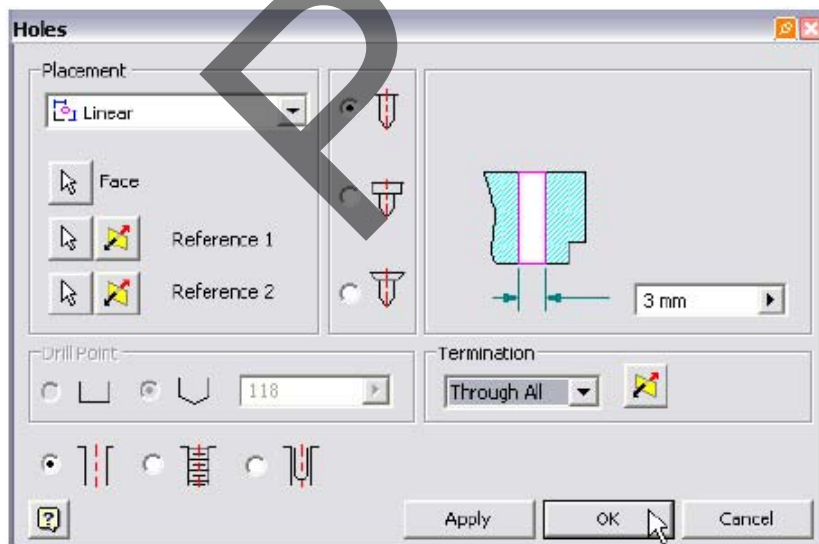 Holes
Placement
Linear
Face
Reference 1
Reference 2
3 mm
Drill Point
118
Termination
Through All
?
Apply
OK
Cancel
P